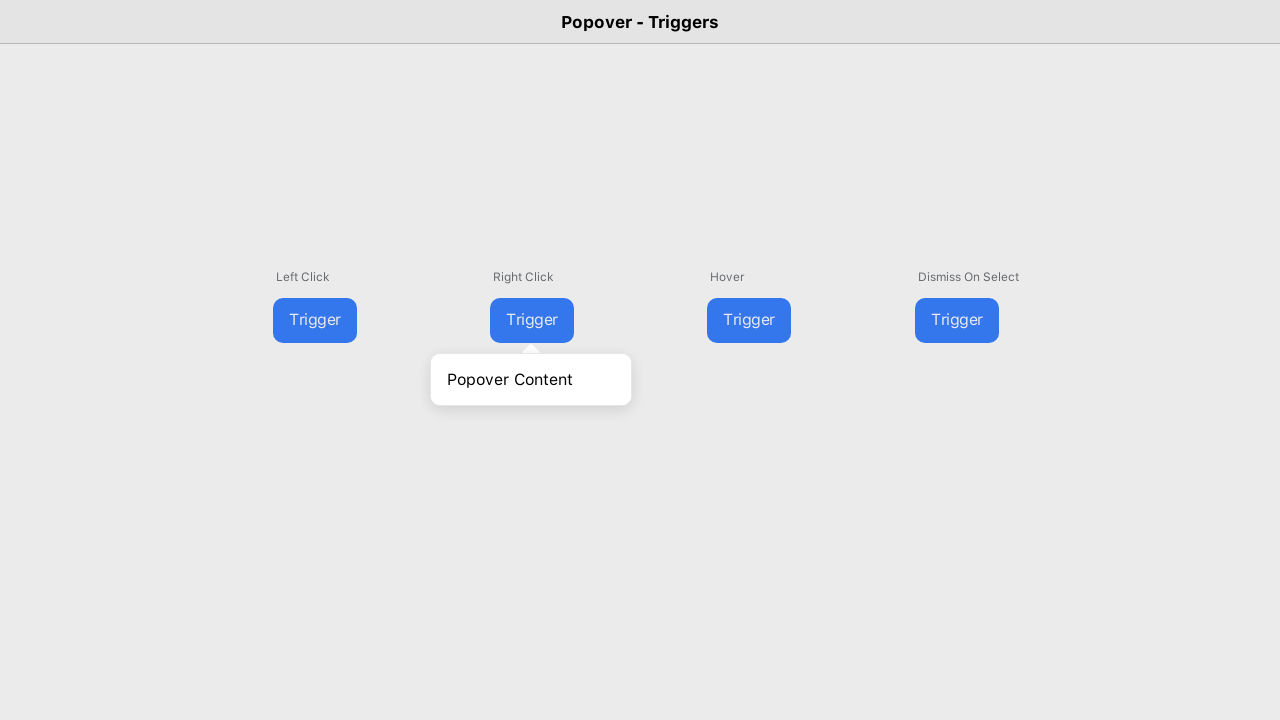 Popover - Triggers
Left Click
Right Click
Hover
Dismiss On Select
Trigger
Trigger
Trigger
Trigger
Popover Content